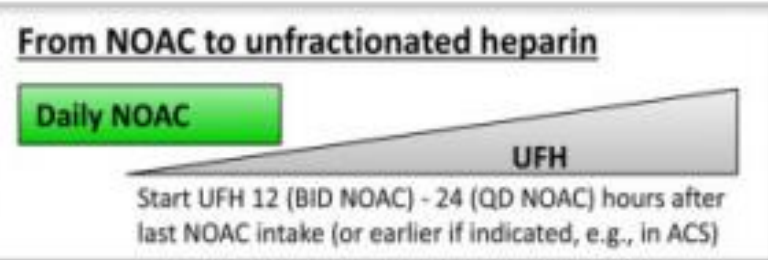 From NOAC to unfractionated heparin
Daily NOAC
UFH
Start UFH 12 (BID NOAC) - 24 (QD NOAC) hours after
last NOAC intake (or earlier if indicated, e.g., in ACS)